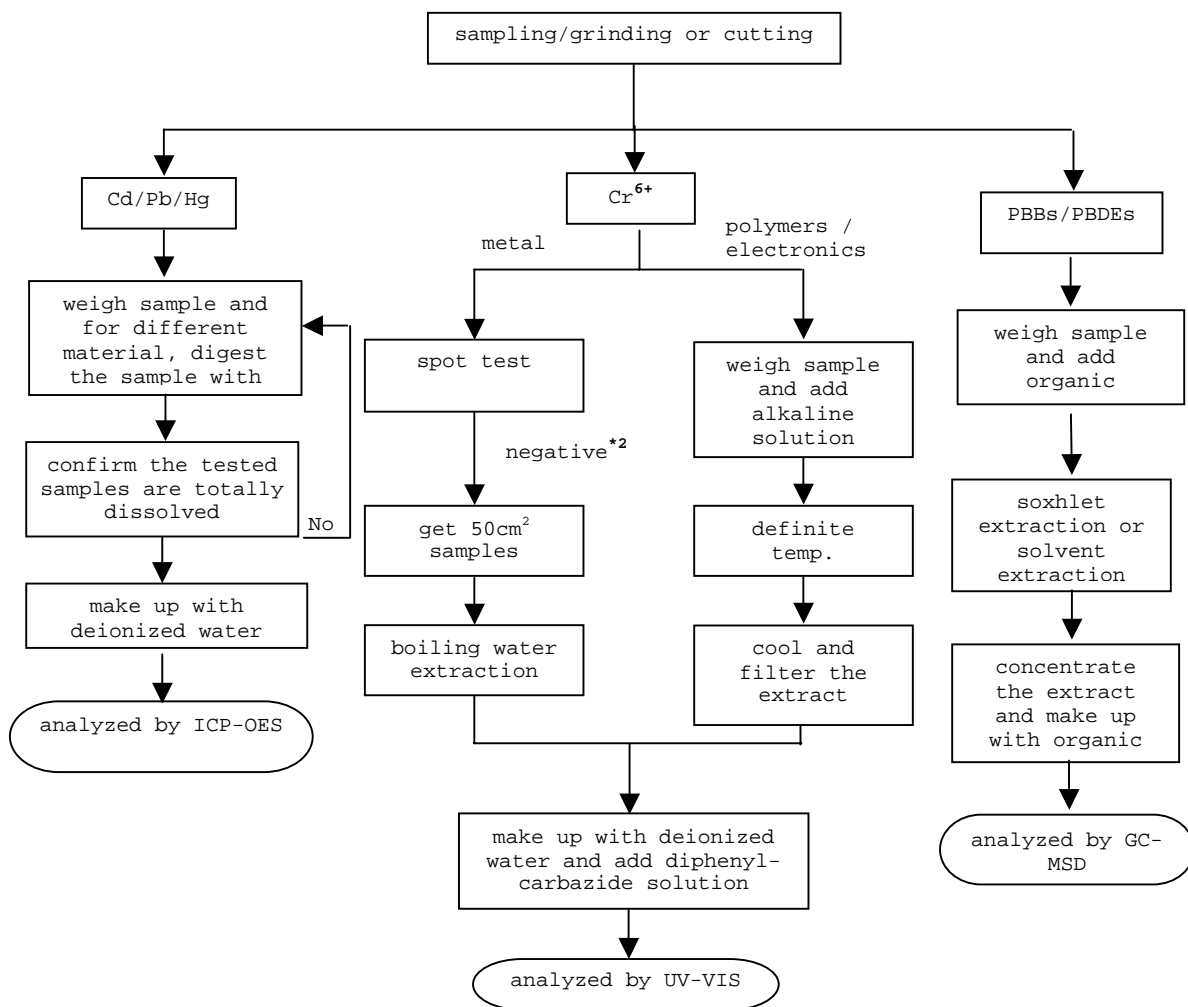 sampling/grinding or cutting
Cd/Pb/Hg
Cr6+
PBBs/PBDEs
metal
polymers /
electronics
weigh sample and
for different
material, digest
the sample with
confirm the tested
samples are totally
dissolved
No
make up with
deionized water
analyzed by ICP-OES
spot test
negative*2
get 50cm2
samples
boiling water
extraction
weigh sample
and add
alkaline
solution
definite
temp.
cool and
filter the
extract
make up with deionized
water and add diphenyl-
carbazide solution
analyzed by UV-VIS
weigh sample
and add
organic
soxhlet
extraction or
solvent
extraction
concentrate
the extract
and make up
with organic
analyzed by GC-
MSD